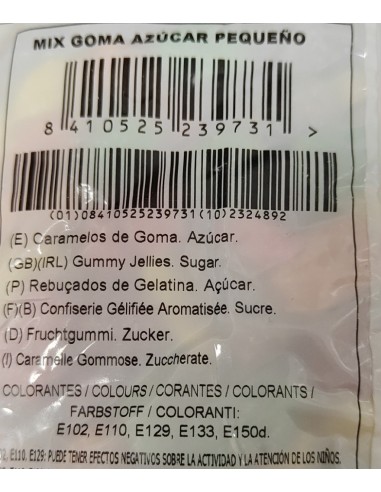 MIX GOMA AZÚCAR PEQUEÑO
8 410525 239731 >
(01)08410525239731(10)2324892
(E) Caramelos de Goma. Azúcar.
(GB)(IRL) Gummy Jellies. Sugar.
(P) Rebuçados de Gelatina. Açúcar.
(F)(B) Confiserie Gélifiée Aromatisée. Sucre.
(D) Fruchtgummi. Zucker.
(I) Caramelle Gommose. Zuccherate.
COLORANTES / COLOURS / CORANTES / COLORANTS /
FARBSTOFF / COLORANTI:
E102, E110, E129, E133, E150d.
E110, E129: PUEDE TENER EFECTOS NEGATIVOS SOBRE LA ACTIVIDAD Y LA ATENCIÓN DE LOS NIÑOS.